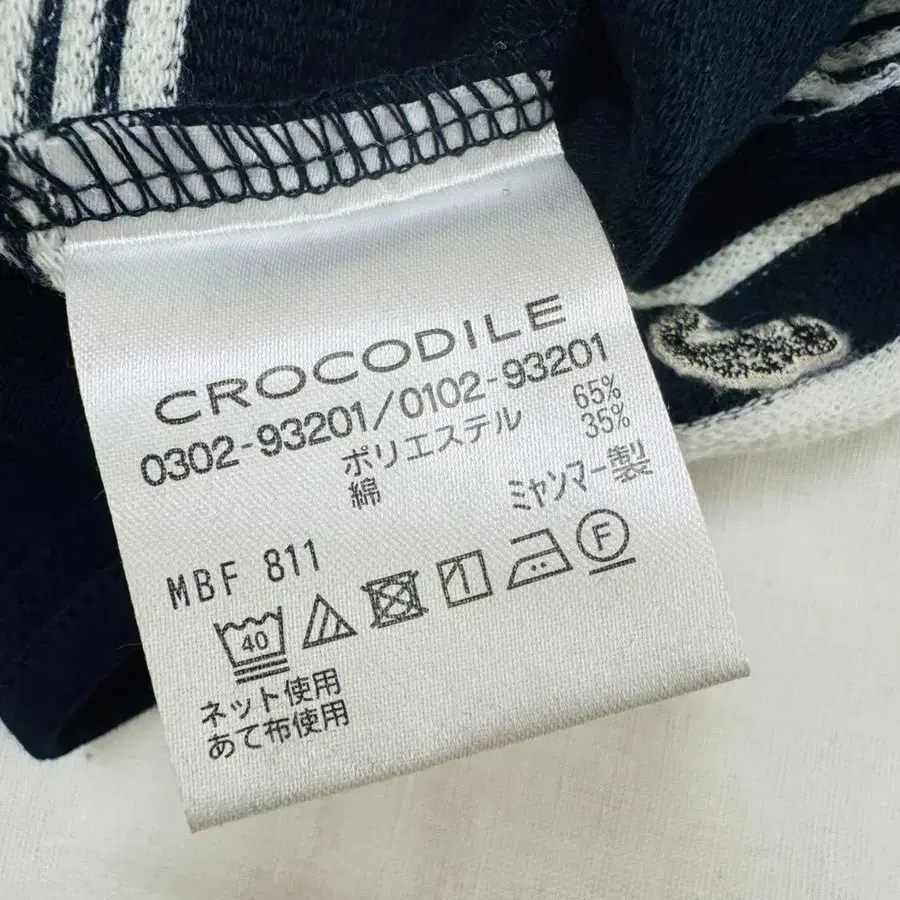 CROCODILE
0302-93201/0102-93201
ポリエステル 65%
綿 35%
ミャンマー製
MBF 811
40
F
ネット使用
あて布使用